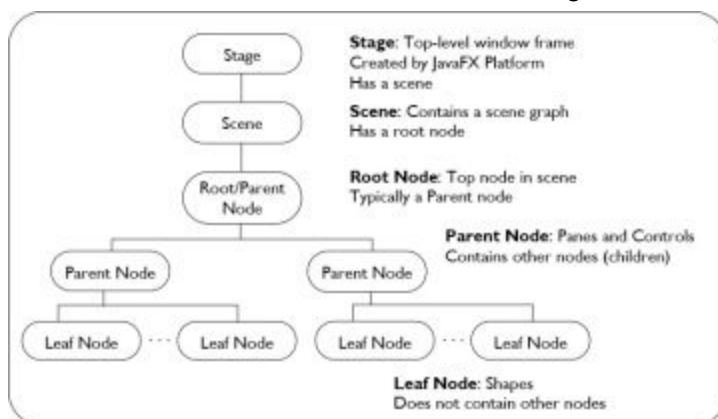 Stage
Stage: Top-level window frame
Created by JavaFX Platform
Has a scene
Scene
Scene: Contains a scene graph
Has a root node
Root/Parent
Node
Root Node: Top node in scene
Typically a Parent node
Parent Node: Panes and Controls
Contains other nodes (children)
Parent Node
Parent Node
Leaf Node ... Leaf Node
Leaf Node ... Leaf Node
Leaf Node: Shapes
Does not contain other nodes